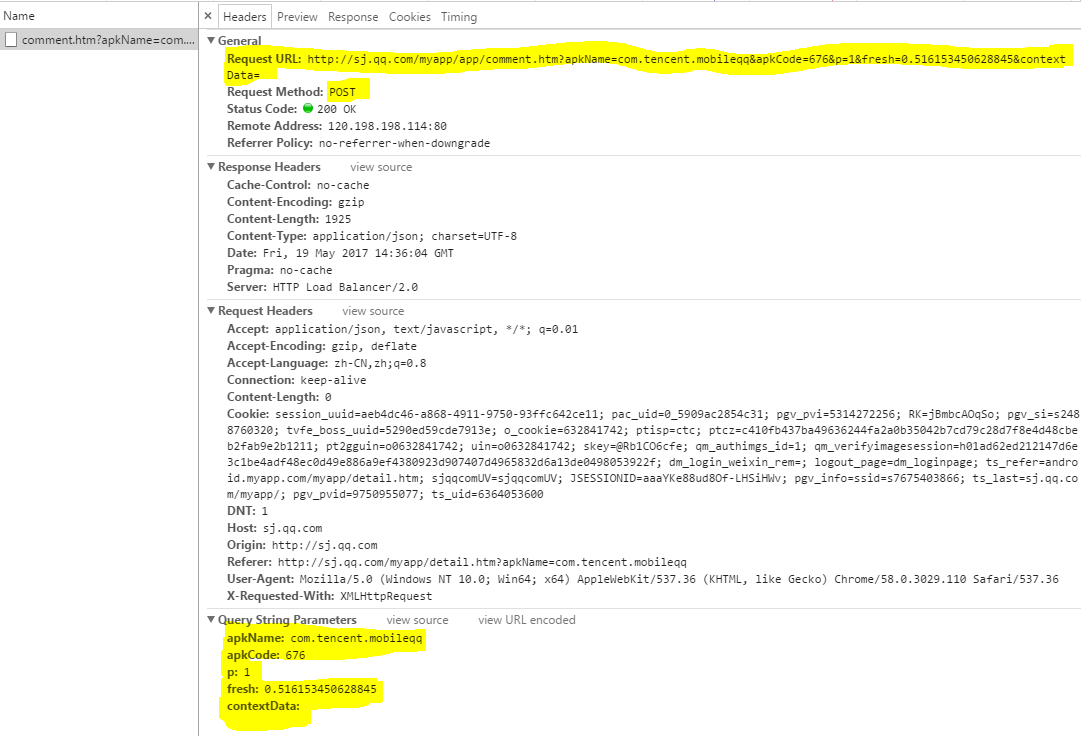 Name
× Headers Preview Response Cookies Timing
comment.htm?apkName=com....
▼ General
Request URL: http://sj.qq.com/myapp/app/comment.htm?apkName=com.tencent.mobileqq&apkCode=676&p=1&fresh=0.516153450628845&context
Data=
Request Method: POST
Status Code: 200 OK
Remote Address: 120.198.198.114:80
Referrer Policy: no-referrer-when-downgrade
▼ Response Headers view source
Cache-Control: no-cache
Content-Encoding: gzip
Content-Length: 1925
Content-Type: application/json; charset=UTF-8
Date: Fri, 19 May 2017 14:36:04 GMT
Pragma: no-cache
Server: HTTP Load Balancer/2.0
▼ Request Headers view source
Accept: application/json, text/javascript, */*; q=0.01
Accept-Encoding: gzip, deflate
Accept-Language: zh-CN,zh;q=0.8
Connection: keep-alive
Content-Length: 0
Cookie: session_uuid=aeb4dc46-a868-4911-9750-93ffc642ce11; pac_uid=0_5909ac2854c31; pgv_pvi=5314272256; RK=jBmbcAOqSo; pgv_si=s248
8760320; tvfe_boss_uuid=5290ed59cde7913e; o_cookie=632841742; ptisp=ctc; ptcz=c410fb437ba49636244fa2a0b35042b7cd79c28d7f8e4d48cbe
b2fab9e2b1211; pt2gguin=o0632841742; uin=o0632841742; skey=@Rb1CO6cfe; qm_authimgs_id=1; qm_verifyimagesession=h01ad62ed212147d6e
3c1be4adf48ec0d49e886a9ef4380923d907407d4965832d6a13de0498053922f; dm_login_weixin_rem=; logout_page=dm_loginpage; ts_refer=andro
id.myapp.com/myapp/detail.htm; sjqqcomUV=sjqqcomUV; JSESSIONID=aaaYKe88ud8Of-LHSiHWv; pgv_info=ssid=s7675403866; ts_last=sj.qq.co
m/myapp/; pgv_pvid=9750955077; ts_uid=6364053600
DNT: 1
Host: sj.qq.com
Origin: http://sj.qq.com
Referer: http://sj.qq.com/myapp/detail.htm?apkName=com.tencent.mobileqq
User-Agent: Mozilla/5.0 (Windows NT 10.0; Win64; x64) AppleWebKit/537.36 (KHTML, like Gecko) Chrome/58.0.3029.110 Safari/537.36
X-Requested-With: XMLHttpRequest
▼ Query String Parameters view source view URL encoded
apkName: com.tencent.mobileqq
apkCode: 676
p: 1
fresh: 0.516153450628845
contextData: